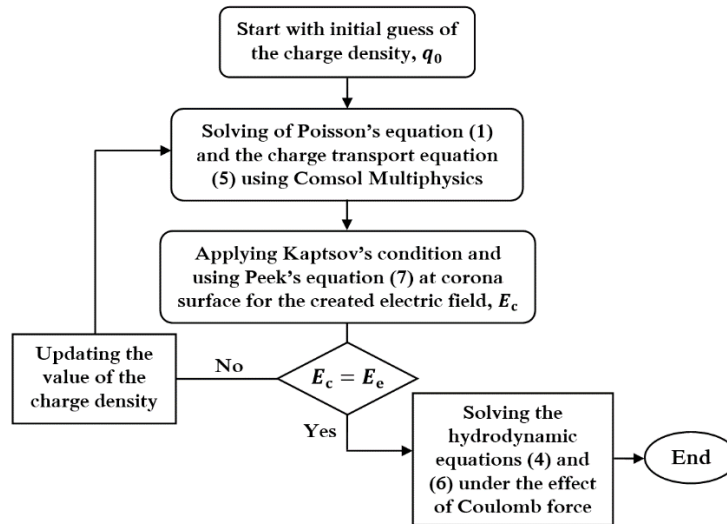 Start with initial guess of
the charge density, q₀
Solving of Poisson's equation (1)
and the charge transport equation
(5) using Comsol Multiphysics
Applying Kaptsov's condition and
using Peek's equation (7) at corona
surface for the created electric field, E_c
Updating the
value of the
charge density
No
E_c = E_e
Yes
Solving the
hydrodynamic
equations (4) and
(6) under the effect
of Coulomb force
End